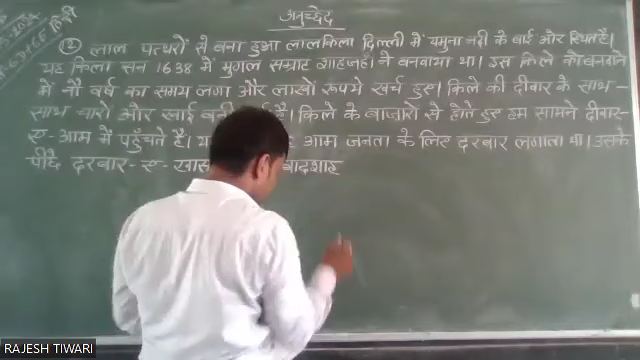 अनुच्छेद
(2) लाल पत्थरों से बना हुआ लालकिला दिल्ली में यमुना नदी के बाई ओर स्थित है।
यह किला सन 1638 में मुगल सम्राट शाहजहां ने बनवाया था। इस किले को बनवाने
में नौ वर्ष का समय लगा और लाखो रूपये खर्च हुए। किले की दीवार के साथ-
साथ चारों और खाई बनी है। किले के बाजारो से होते हुए हम सामने दीवार-
ए-आम में पहुँचते हैं। आम जनता के लिए दरबार लगाता था। उसके
पीछे दरबार-ए-खास बादशाह
RAJESH TIWARI